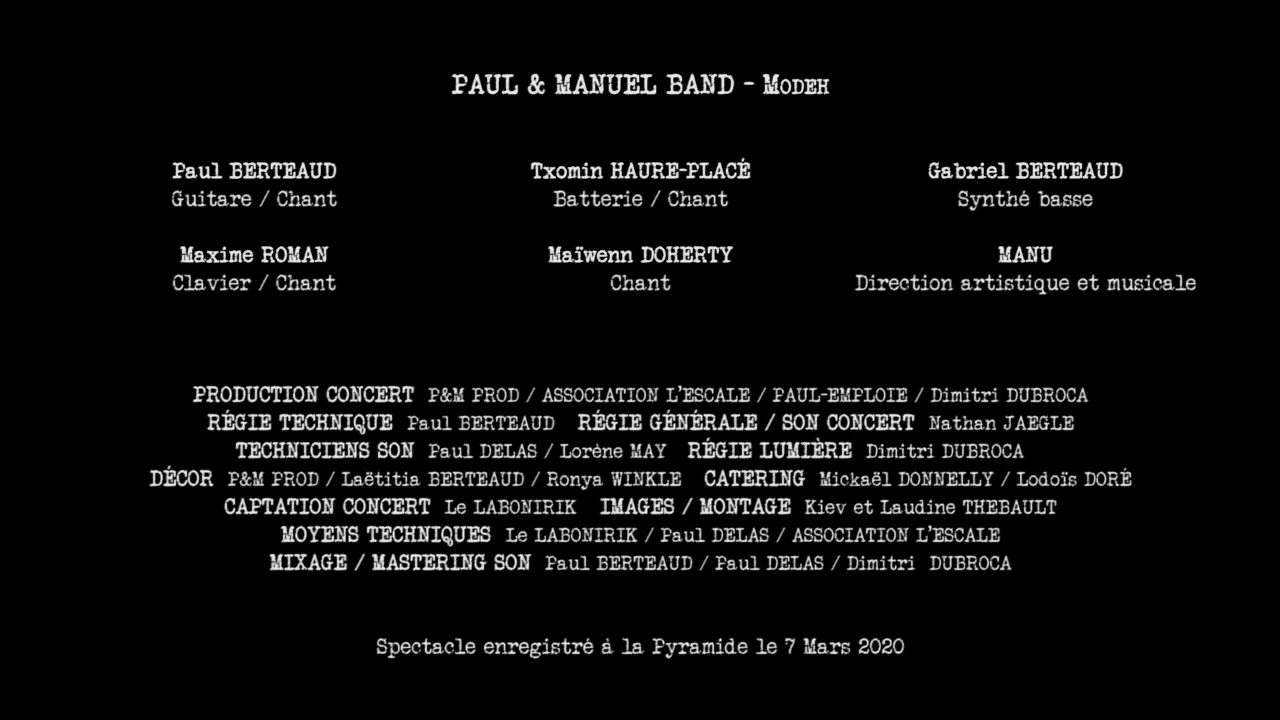 PAUL & MANUEL BAND - MODEH
Paul BERTEAUD Txomin HAURE-PLACÉ Gabriel BERTEAUD
Guitare / Chant Batterie / Chant Synthé basse
Maxime ROMAN Maïwenn DOHERTY MANU
Clavier / Chant Chant Direction artistique et musicale
PRODUCTION CONCERT P&M PROD / ASSOCIATION L'ESCALE / PAUL-EMPLOIE / Dimitri DUBROCA
RÉGIE TECHNIQUE Paul BERTEAUD RÉGIE GÉNÉRALE / SON CONCERT Nathan JAEGLE
TECHNICIENS SON Paul DELAS / Lorène MAY RÉGIE LUMIÈRE Dimitri DUBROCA
DÉCOR P&M PROD / Laëtitia BERTEAUD / Ronya WINKLE CATERING Mickaël DONNELLY / Lodoïs DORÉ
CAPTATION CONCERT Le LABONIRIK IMAGES / MONTAGE Kiev et Laudine THEBAULT
MOYENS TECHNIQUES Le LABONIRIK / Paul DELAS / ASSOCIATION L'ESCALE
MIXAGE / MASTERING SON Paul BERTEAUD / Paul DELAS / Dimitri DUBROCA
Spectacle enregistré à la Pyramide le 7 Mars 2020